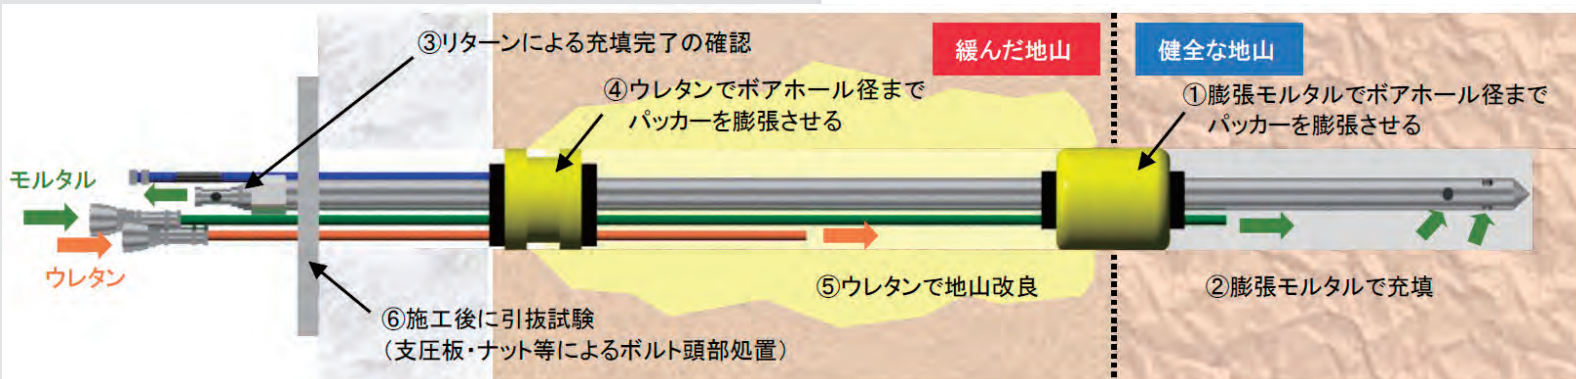 ③リターンによる充填完了の確認
緩んだ地山
健全な地山
④ウレタンでボアホール径まで
パッカーを膨張させる
①膨張モルタルでボアホール径まで
パッカーを膨張させる
モルタル
ウレタン
⑤ウレタンで地山改良
②膨張モルタルで充填
⑥施工後に引抜試験
（支圧板・ナット等によるボルト頭部処置）